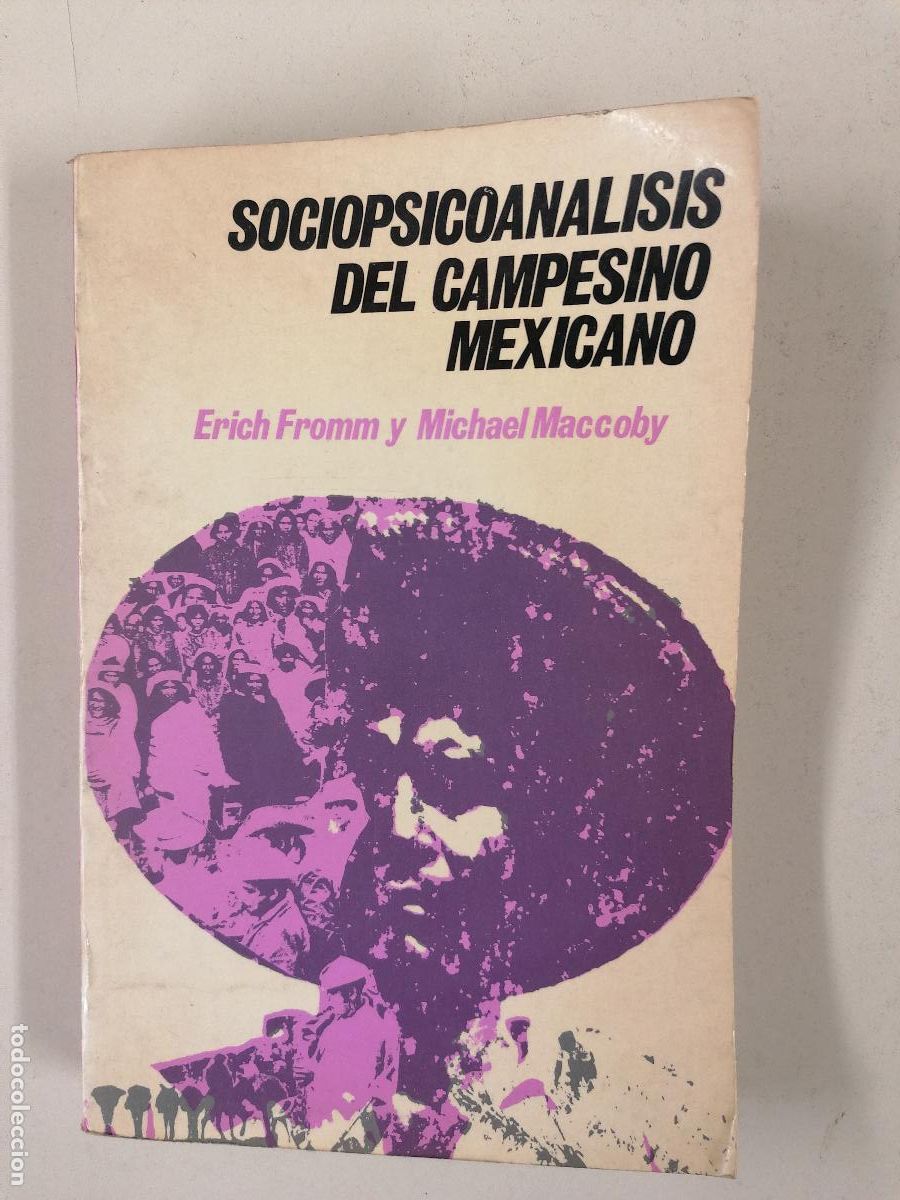 SOCIOPSICOANALISIS
DEL CAMPESINO
MEXICANO
Erich Fromm y Michael Maccoby
todocoleccion